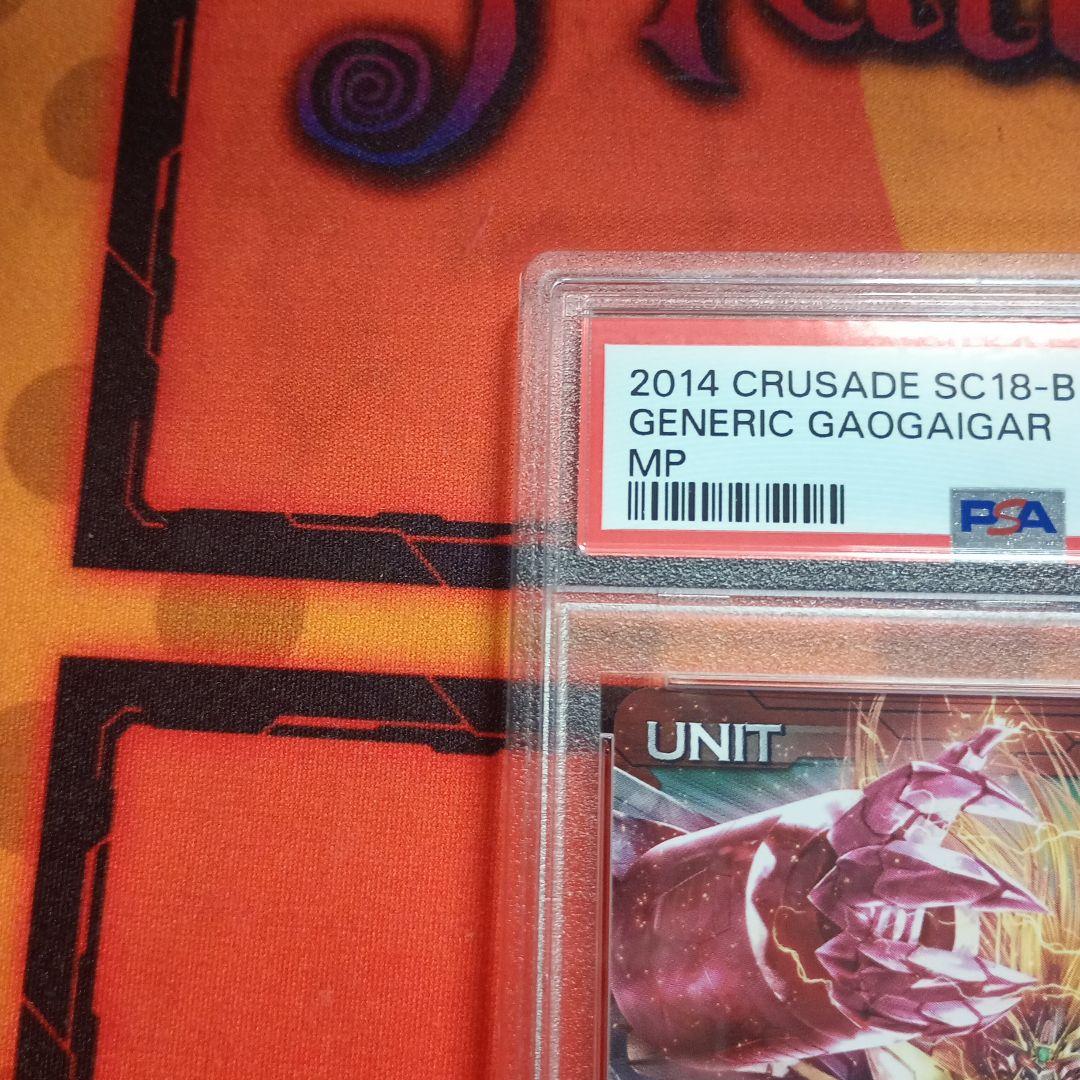 2014 CRUSADE SC18-B
GENERIC GAOGAIGAR
MP
PSA
UNIT